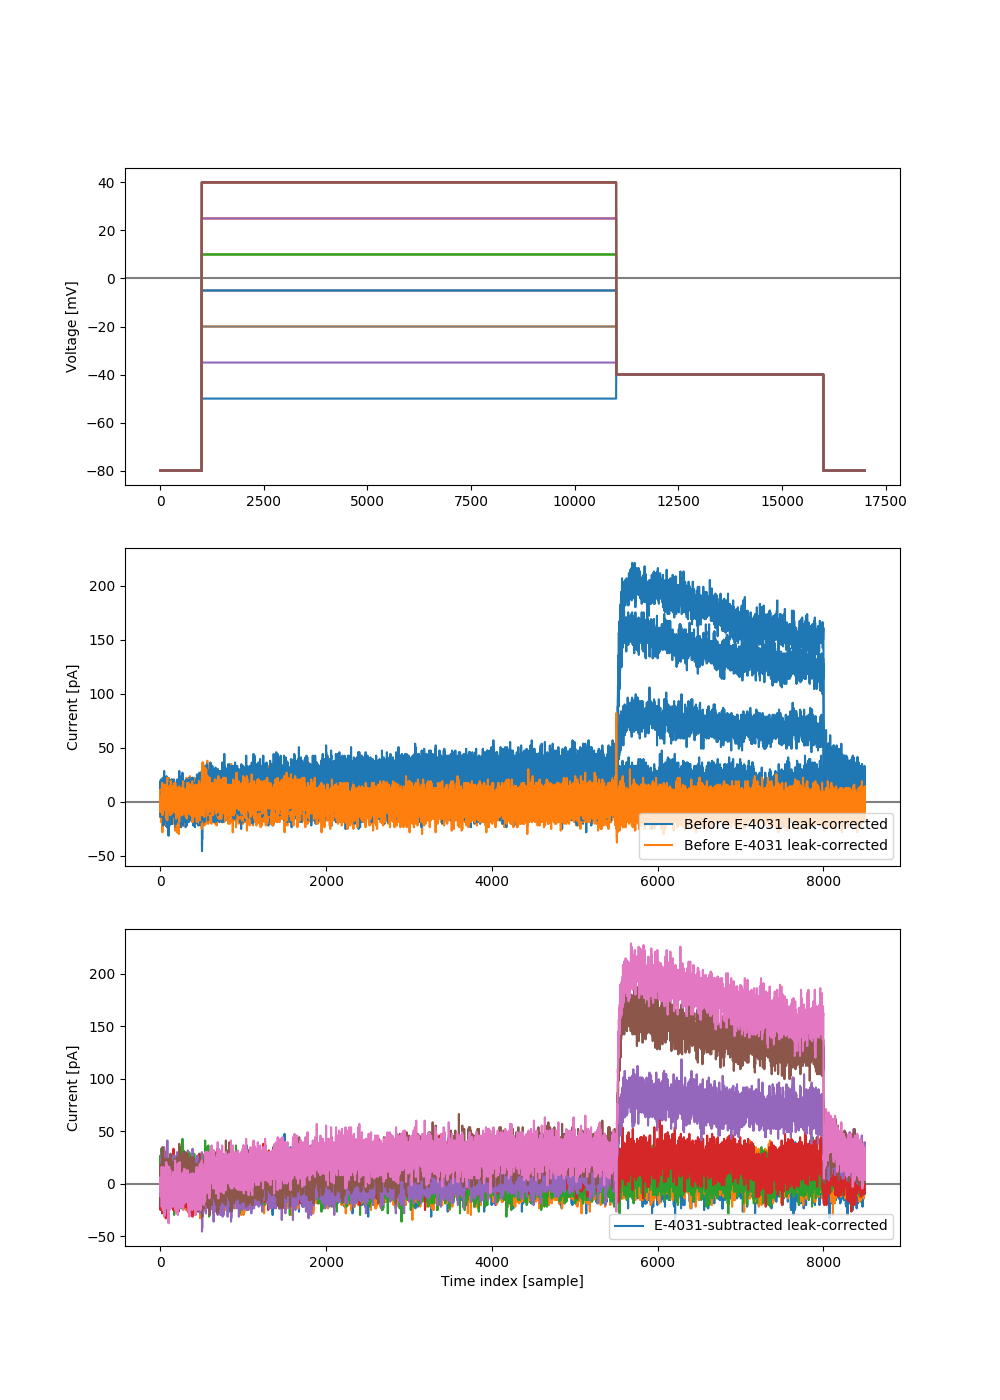 40
20
0
−20
−40
−60
−80
Voltage [mV]
0 2500 5000 7500 10000 12500 15000 17500
200
150
100
50
0
−50
Current [pA]
Before E-4031 leak-corrected
Before E-4031 leak-corrected
0 2000 4000 6000 8000
200
150
100
50
0
−50
Current [pA]
E-4031-subtracted leak-corrected
0 2000 4000 6000 8000
Time index [sample]